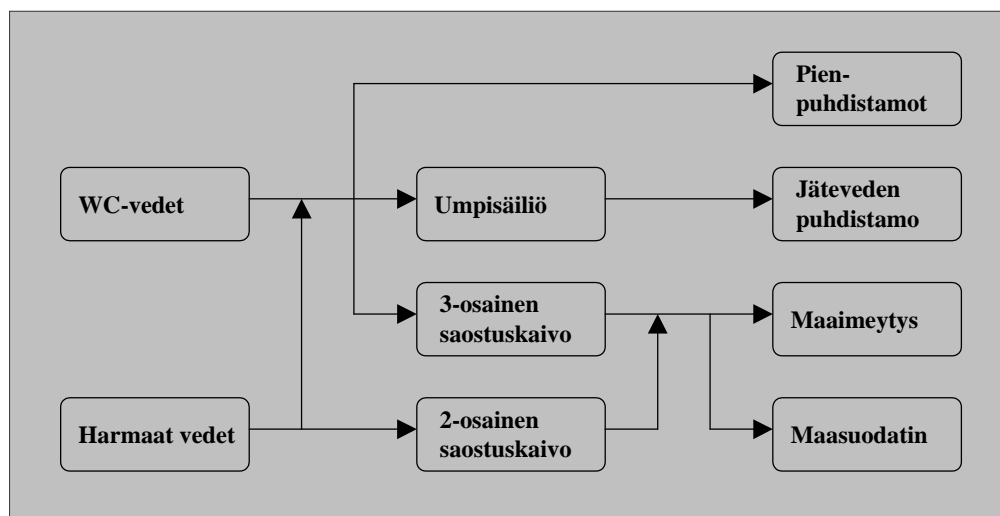 Pien-
puhdistamot
WC-vedet
Umpisäiliö
Jäteveden
puhdistamo
3-osainen
saostuskaivo
Maaimeytys
Harmaat vedet
2-osainen
saostuskaivo
Maasuodatin